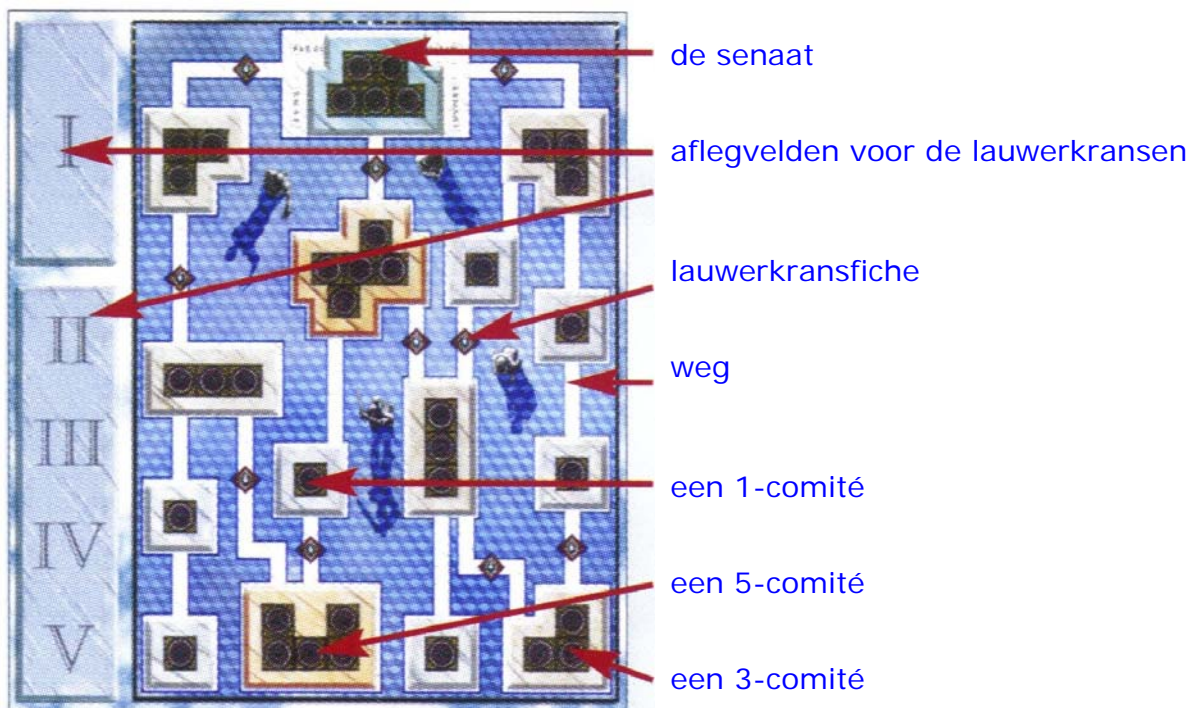 de senaat
aflegvelden voor de lauwerkransen
lauwerkransfiche
weg
een 1-comité
een 5-comité
een 3-comité
I
II
III
IV
V